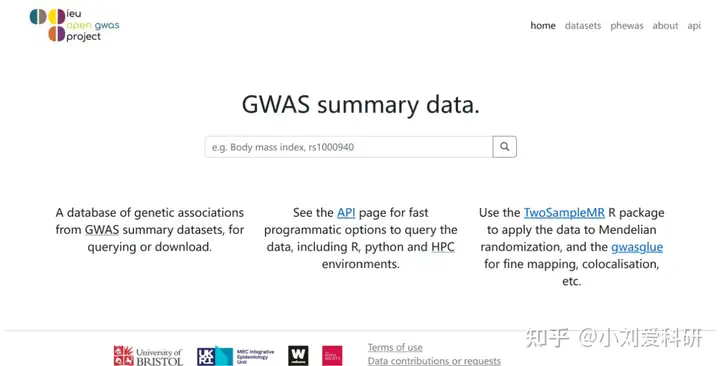 ieu
open gwas
project
home datasets phewas about api
GWAS summary data.
e.g. Body mass index, rs1000940
A database of genetic associations
from GWAS summary datasets, for
querying or download.
See the API page for fast
programmatic options to query the
data, including R, python and HPC
environments.
Use the TwoSampleMR R package
to apply the data to Mendelian
randomization, and the gwasglue
for fine mapping, colocalisation,
etc.
University of
BRISTOL
UKRI
MRC Integrative
Epidemiology
Unit
W
THE
ROYAL
SOCIETY
Terms of use
Data contributions or requests
知乎 @小刘爱科研